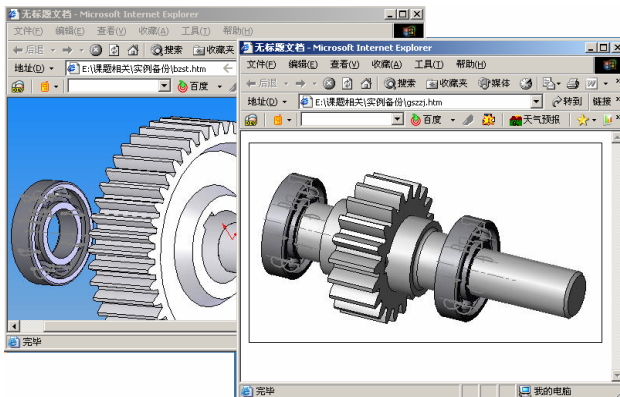 无标题文档 - Microsoft Internet Explorer
文件(F) 编辑(E) 查看(V) 收藏(A) 工具(T) 帮助(H)
后退 搜索 收藏夹
地址(D) E:\课题相关\实例备份\bzst.htm
百度
完毕
无标题文档 - Microsoft Internet Explorer
文件(F) 编辑(E) 查看(V) 收藏(A) 工具(T) 帮助(H)
后退 搜索 收藏夹 媒体
地址(D) E:\课题相关\实例备份\gszzj.htm 转到 链接 »
百度 天气预报 »
完毕 我的电脑